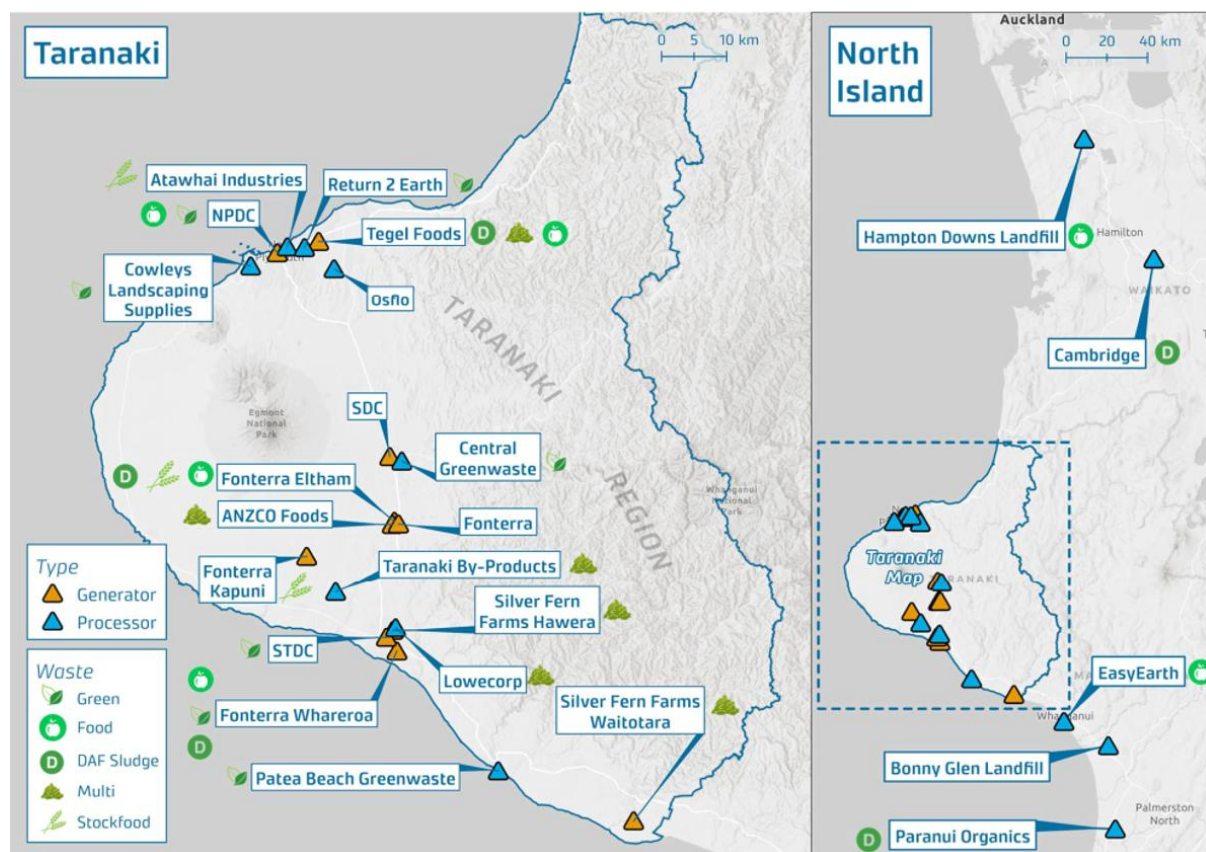 Taranaki
0 5 10 km
Atawhai Industries
Return 2 Earth
NPDC
Tegel Foods
D
Cowleys
Landscaping
Supplies
Osflo
TARANAKI
REGION
Egmont
National
Park
SDC
Central
Greenwaste
Whanganui
National
Park
D
Fonterra Eltham
ANZCO Foods
Fonterra
Fonterra
Kapuni
Taranaki By-Products
Silver Fern
Farms Hawera
STDC
Lowecorp
Silver Fern Farms
Waitotara
Fonterra Whareroa
D
Patea Beach Greenwaste
Type
Generator
Processor
Waste
Green
Food
D
DAF Sludge
Multi
Stockfood
North
Island
Auckland
0 20 40 km
Hampton Downs Landfill
Hamilton
WAIKATO
Cambridge
D
Taranaki
Map
EasyEarth
Bonny Glen Landfill
Palmerston
North
D
Paranui Organics